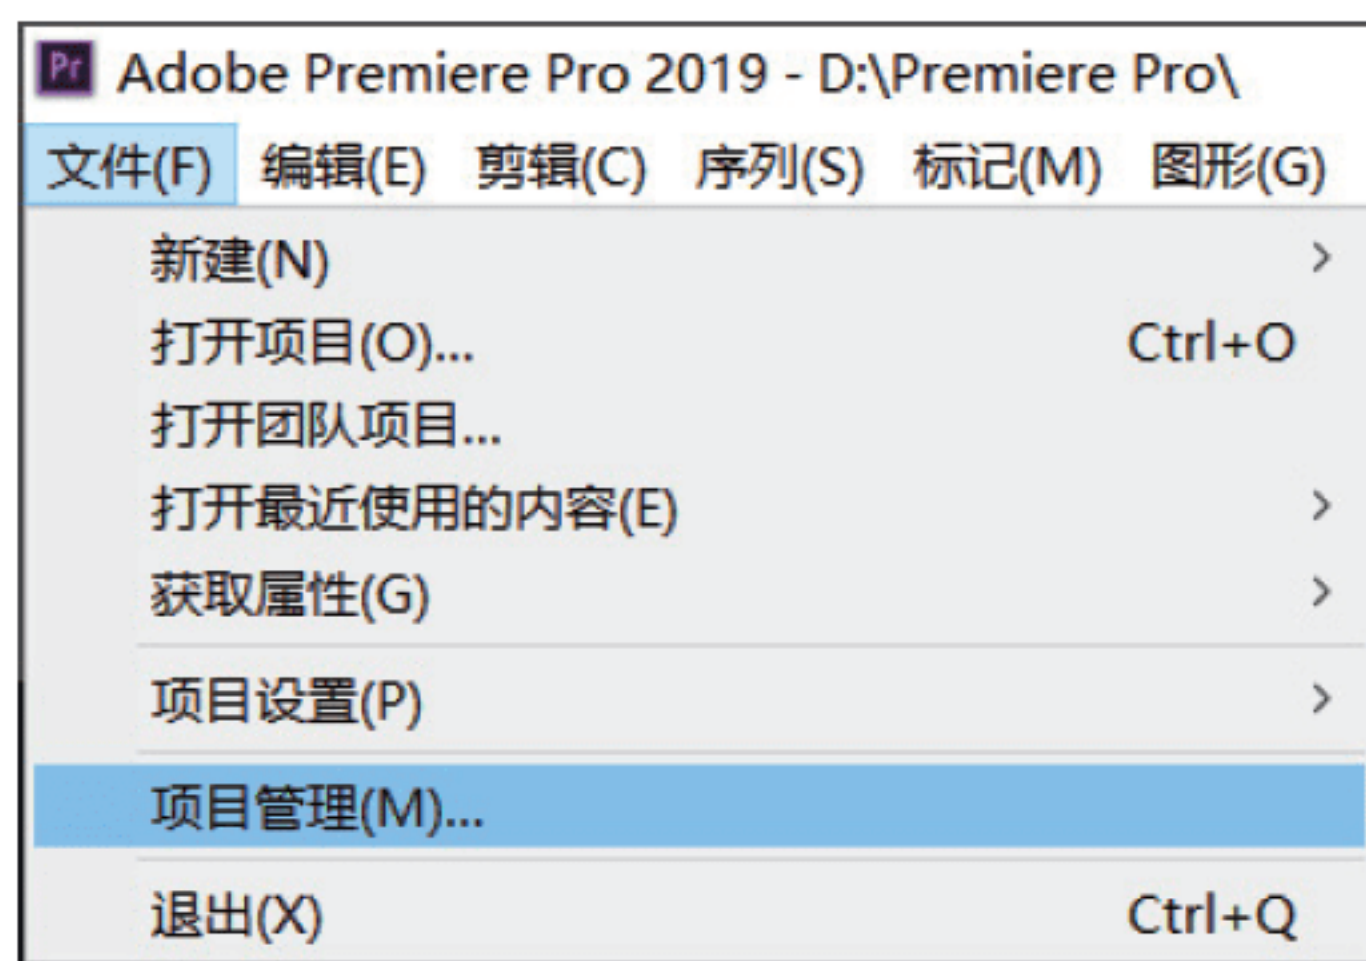 Pr Adobe Premiere Pro 2019 - D:\Premiere Pro\
文件(F) 编辑(E) 剪辑(C) 序列(S) 标记(M) 图形(G)
新建(N) >
打开项目(O)... Ctrl+O
打开团队项目...
打开最近使用的内容(E) >
获取属性(G) >
项目设置(P) >
项目管理(M)...
退出(X) Ctrl+Q